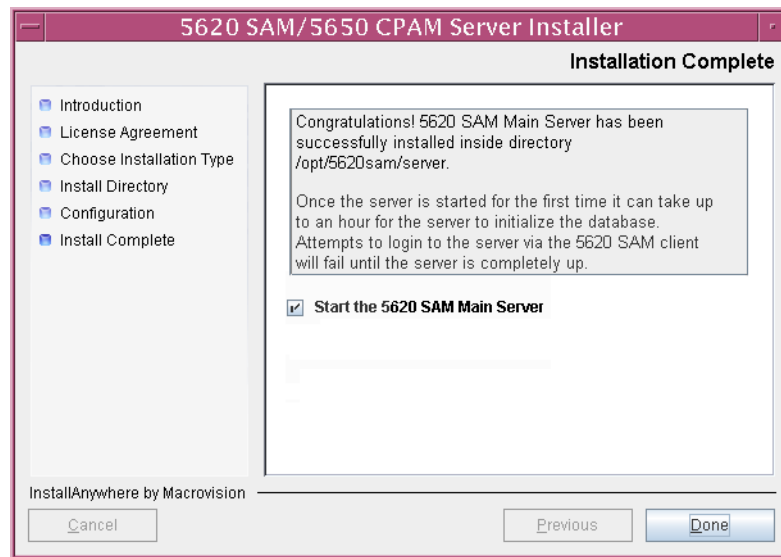 5620 SAM/5650 CPAM Server Installer
Installation Complete
Introduction
License Agreement
Choose Installation Type
Install Directory
Configuration
Install Complete
Congratulations! 5620 SAM Main Server has been
successfully installed inside directory
/opt/5620sam/server.
Once the server is started for the first time it can take up
to an hour for the server to initialize the database.
Attempts to login to the server via the 5620 SAM client
will fail until the server is completely up.
Start the 5620 SAM Main Server
InstallAnywhere by Macrovision
Cancel
Previous
Done